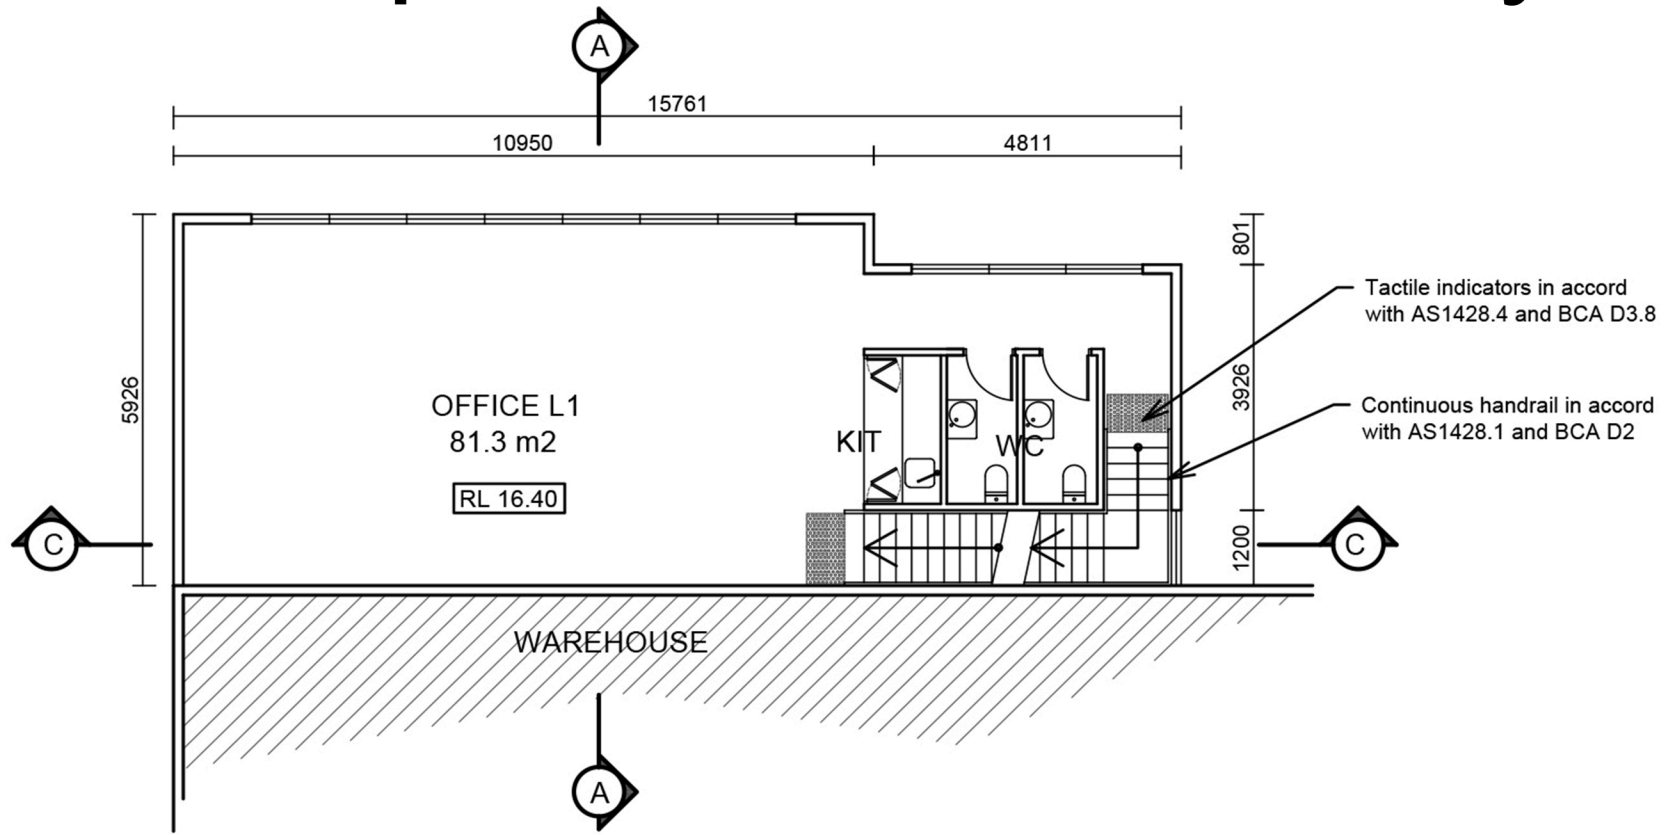 A
15761
10950
4811
801
Tactile indicators in accord
with AS1428.4 and BCA D3.8
5926
3926
OFFICE L1
81.3 m2
Continuous handrail in accord
with AS1428.1 and BCA D2
KIT
WC
RL 16.40
C
1200
C
WAREHOUSE
A